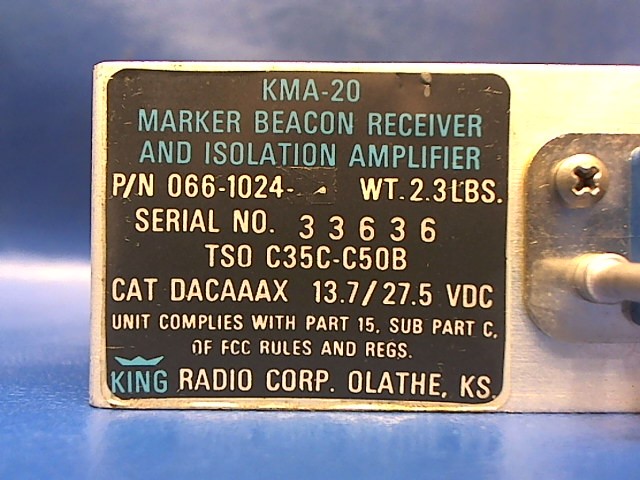 KMA-20
MARKER BEACON RECEIVER
AND ISOLATION AMPLIFIER
P/N 066-1024- WT. 2.3 LBS.
SERIAL NO. 33636
TSO C35C-C50B
CAT DACAAAX 13.7/27.5 VDC
UNIT COMPLIES WITH PART 15, SUB PART C,
OF FCC RULES AND REGS.
KING RADIO CORP. OLATHE, KS.